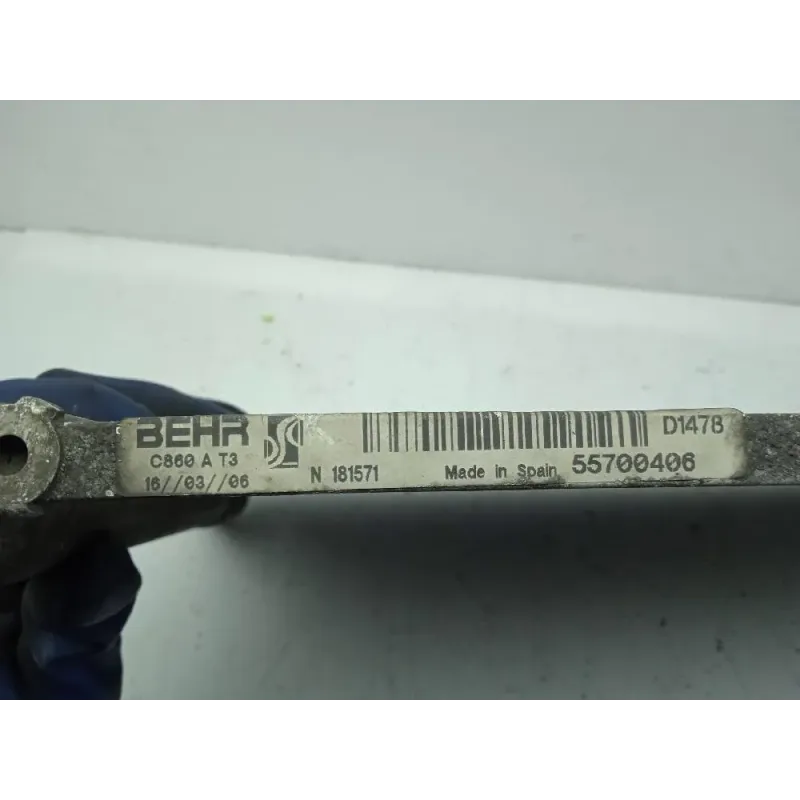 BEHR
C860 A T3
16//03//06
N 181571
Made in Spain 55700406
D1478